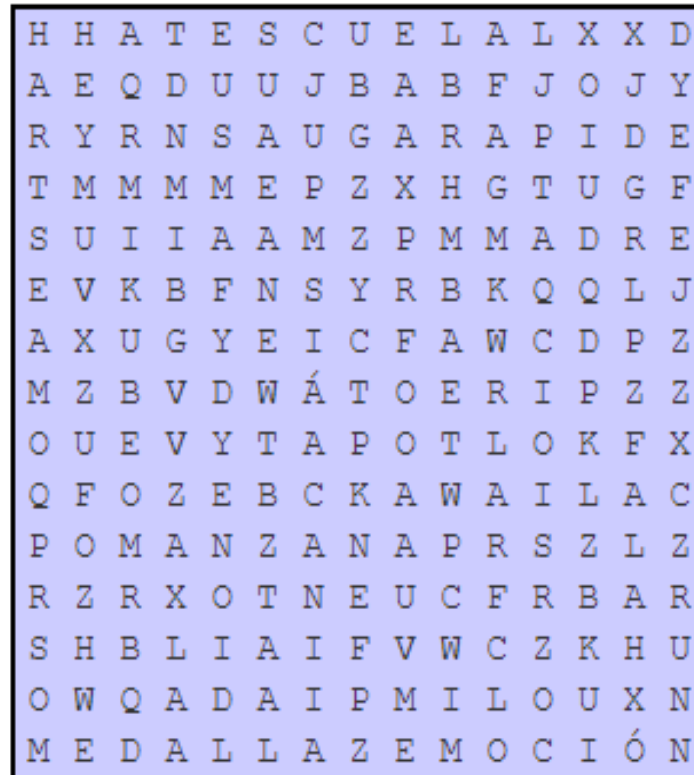 H H A T E S C U E L A L X X D
A E Q D U U J B A B F J O J Y
R Y R N S A U G A R A P I D E
T M M M M E P Z X H G T U G F
S U I I A A M Z P M M A D R E
E V K B F N S Y R B K Q Q L J
A X U G Y E I C F A W C D P Z
M Z B V D W Á T O E R I P Z Z
O U E V Y T A P O T L O K F X
Q F O Z E B C K A W A I L A C
P O M A N Z A N A P R S Z L Z
R Z R X O T N E U C F R B A R
S H B L I A I F V W C Z K H U
O W Q A D A I P M I L O U X N
M E D A L L A Z E M O C I Ó N